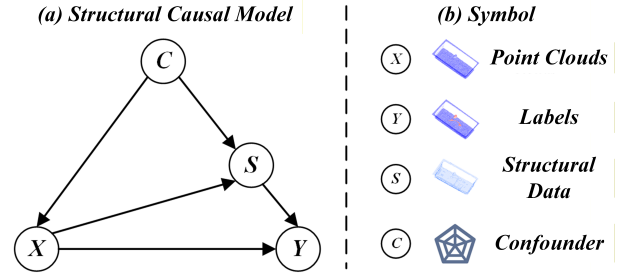 (a) Structural Causal Model
C
S
X
Y
(b) Symbol
X Point Clouds
Y Labels
S Structural
Data
C Confounder